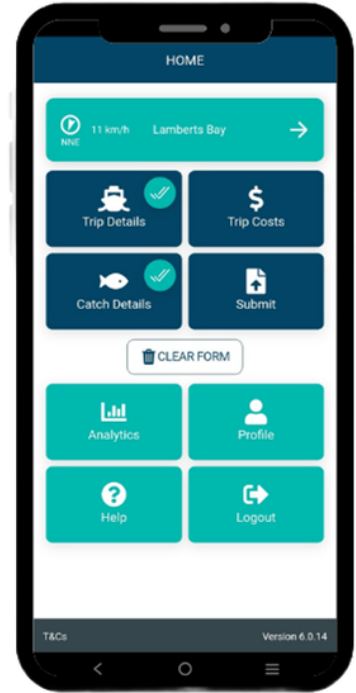 HOME
NNE 11 km/h Lamberts Bay
Trip Details Trip Costs
Catch Details Submit
CLEAR FORM
Analytics Profile
Help Logout
T&Cs Version 6.0.14